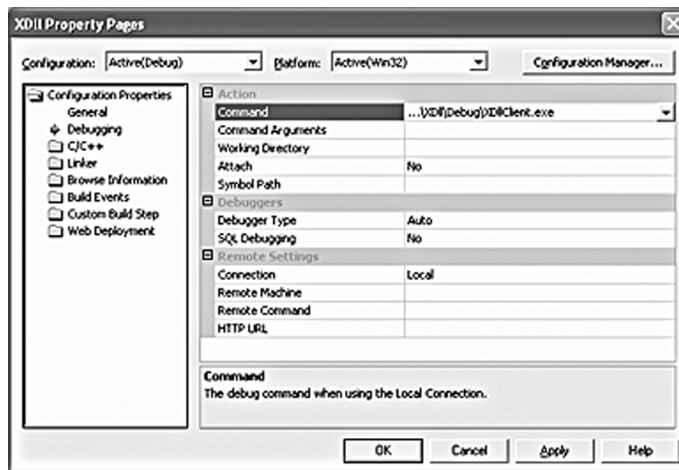 XDll Property Pages
Configuration: Active(Debug) Platform: Active(Win32) Configuration Manager...
Configuration Properties
General
Debugging
C/C++
Linker
Browse Information
Build Events
Custom Build Step
Web Deployment
Action
Command ...\XDll\Debug\XDllClient.exe
Command Arguments
Working Directory
Attach No
Symbol Path
Debuggers
Debugger Type Auto
SQL Debugging No
Remote Settings
Connection Local
Remote Machine
Remote Command
HTTP URL
Command
The debug command when using the Local Connection.
OK Cancel Apply Help